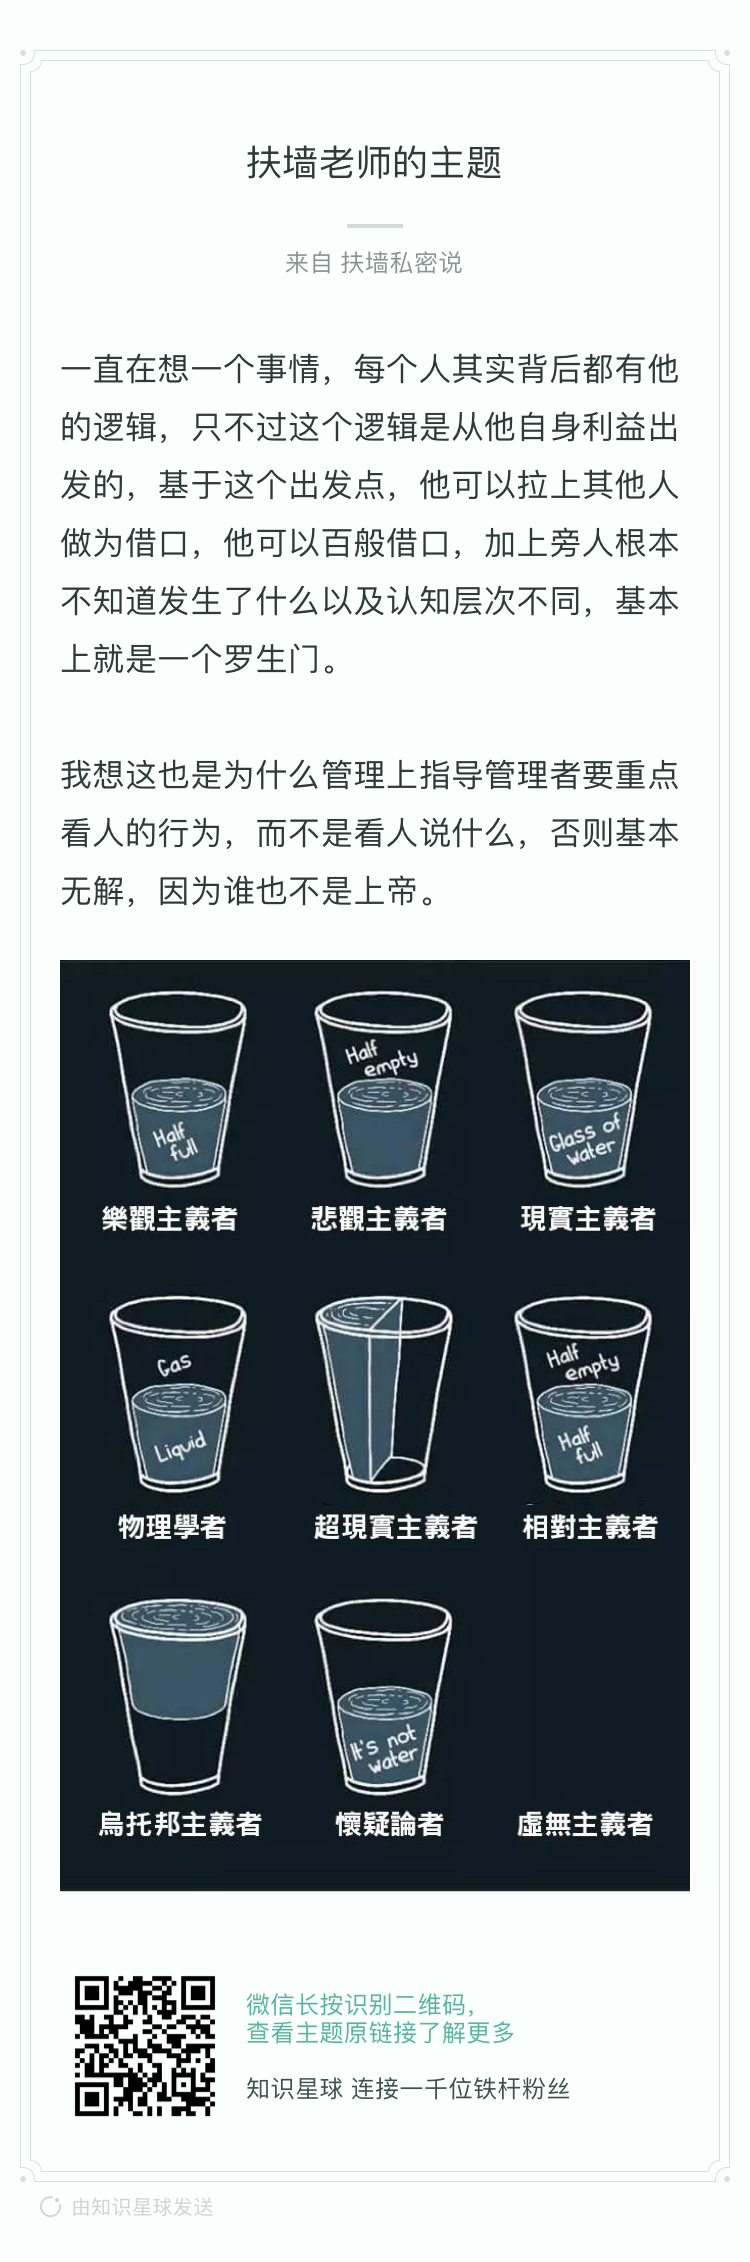 扶墙老师的主题
来自 扶墙私密说
一直在想一个事情，每个人其实背后都有他
的逻辑，只不过这个逻辑是从他自身利益出
发的，基于这个出发点，他可以拉上其他人
做为借口，他可以百般借口，加上旁人根本
不知道发生了什么以及认知层次不同，基本
上就是一个罗生门。
我想这也是为什么管理上指导管理者要重点
看人的行为，而不是看人说什么，否则基本
无解，因为谁也不是上帝。
Half
full
Half
empty
Glass of
water
樂觀主義者
悲觀主義者
現實主義者
Gas
Liquid
Half
empty
Half
full
物理學者
超現實主義者
相對主義者
It's not
water
烏托邦主義者
懷疑論者
虛無主義者
微信长按识别二维码，
查看主题原链接了解更多
知识星球 连接一千位铁杆粉丝
由知识星球发送